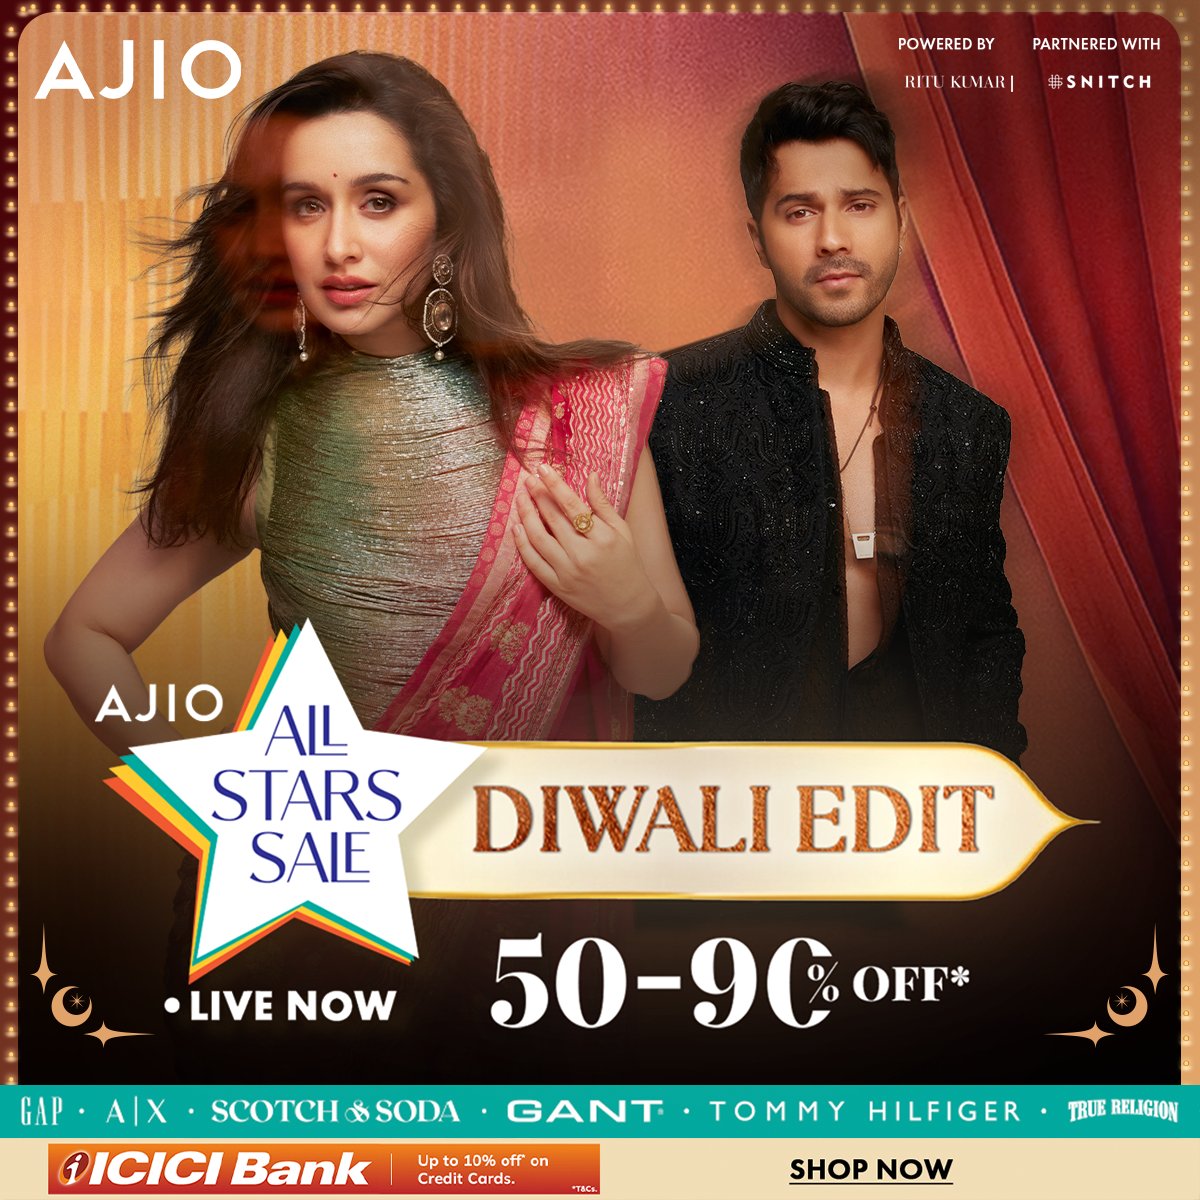 AJIO
POWERED BY
PARTNERED WITH
RITU KUMAR |
SNITCH
AJIO
ALL
STARS
SALE
DIWALI EDIT
• LIVE NOW
50-90% OFF*
GAP • A|X • SCOTCH & SODA • GANT • TOMMY HILFIGER • TRUE RELIGION
ICICI Bank
Up to 10% off* on
Credit Cards.
*T&Cs.
SHOP NOW